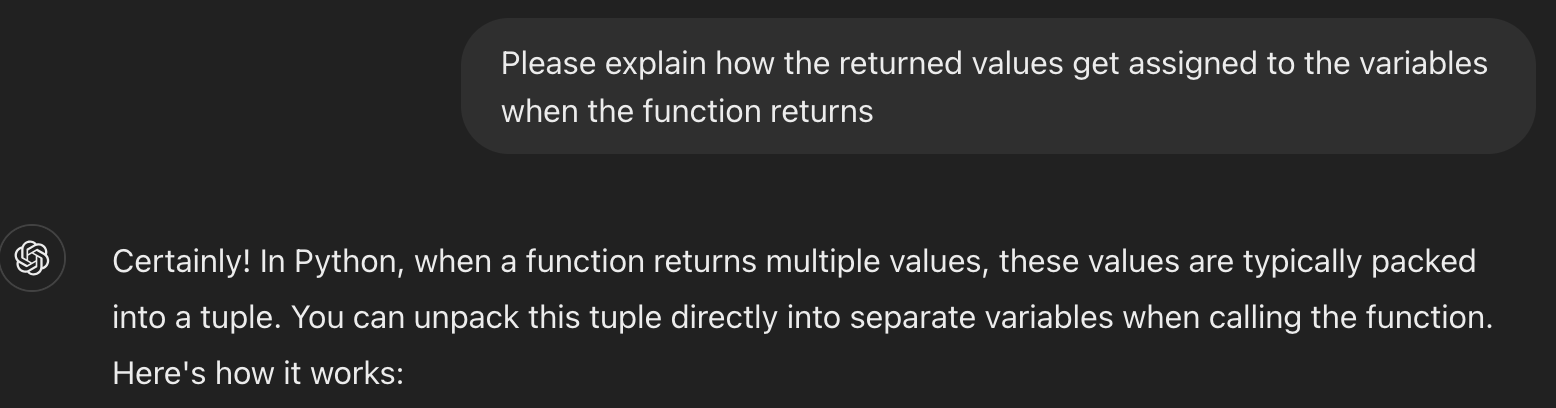 Please explain how the returned values get assigned to the variables
when the function returns
Certainly! In Python, when a function returns multiple values, these values are typically packed
into a tuple. You can unpack this tuple directly into separate variables when calling the function.
Here's how it works: